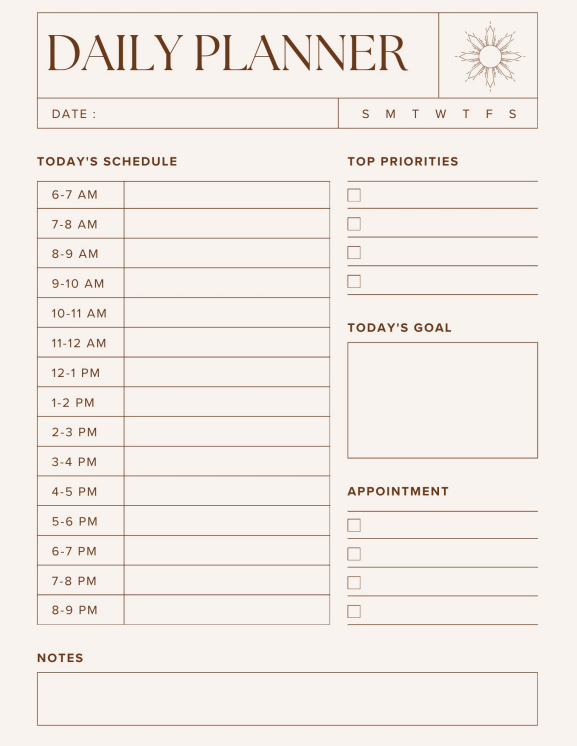 DAILY PLANNER
DATE :
S M T W T F S
TODAY'S SCHEDULE
6-7 AM
7-8 AM
8-9 AM
9-10 AM
10-11 AM
11-12 AM
12-1 PM
1-2 PM
2-3 PM
3-4 PM
4-5 PM
5-6 PM
6-7 PM
7-8 PM
8-9 PM
TOP PRIORITIES
TODAY'S GOAL
APPOINTMENT
NOTES